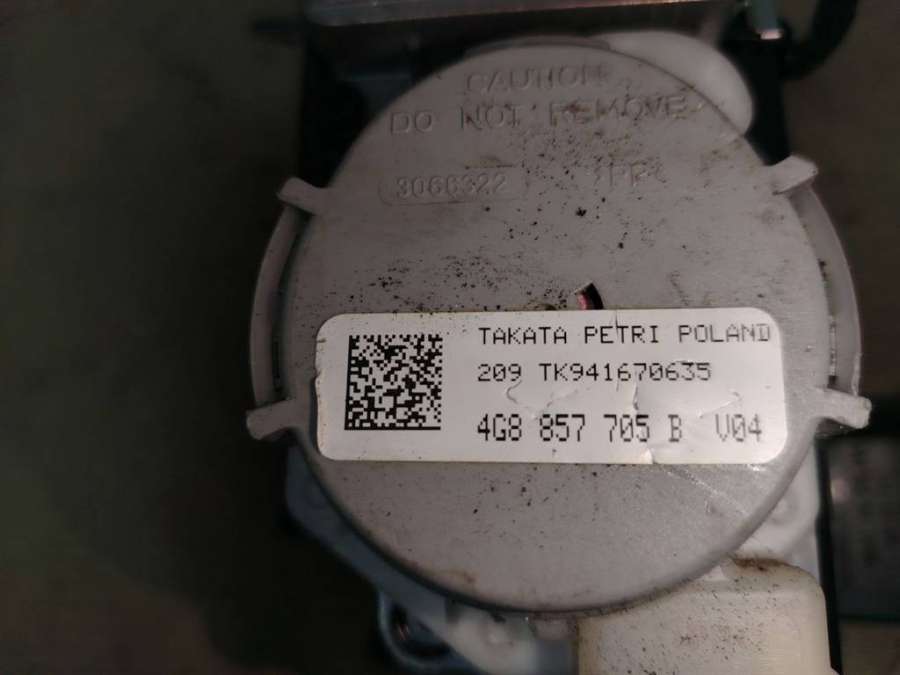 CAUTION
DO NOT REMOVE
3066322
TAKATA PETRI POLAND
209 TK941670635
4G8 857 705 B V04